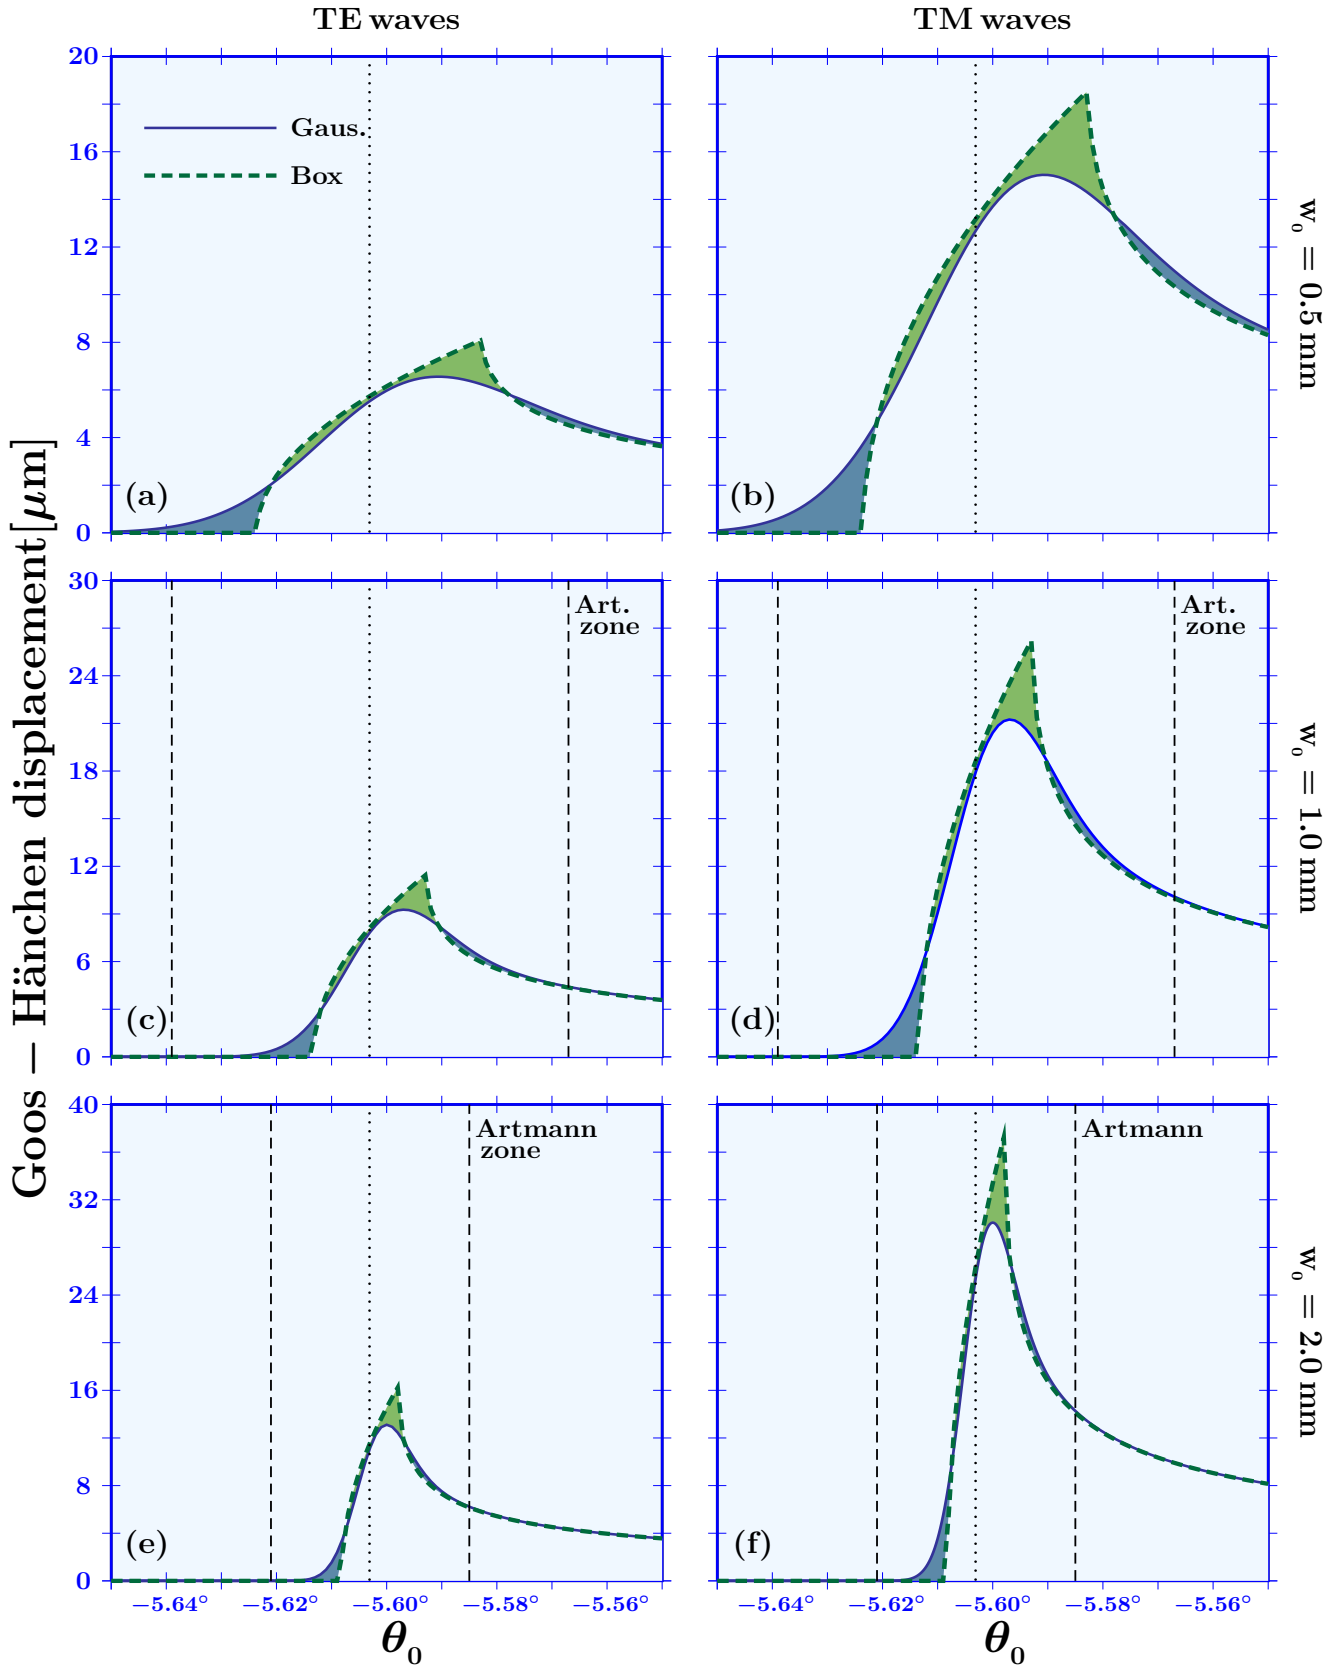 TE waves
TM waves
Goos — Hänchen displacement[μm]
20
16
12
8
4
0
Gaus.
Box
(a)
(b)
w₀ = 0.5 mm
30
24
18
12
6
0
Art.
zone
(c)
Art.
zone
(d)
w₀ = 1.0 mm
40
32
24
16
8
0
Artmann
zone
(e)
Artmann
(f)
w₀ = 2.0 mm
−5.64° −5.62° −5.60° −5.58° −5.56°
−5.64° −5.62° −5.60° −5.58° −5.56°
θ₀
θ₀